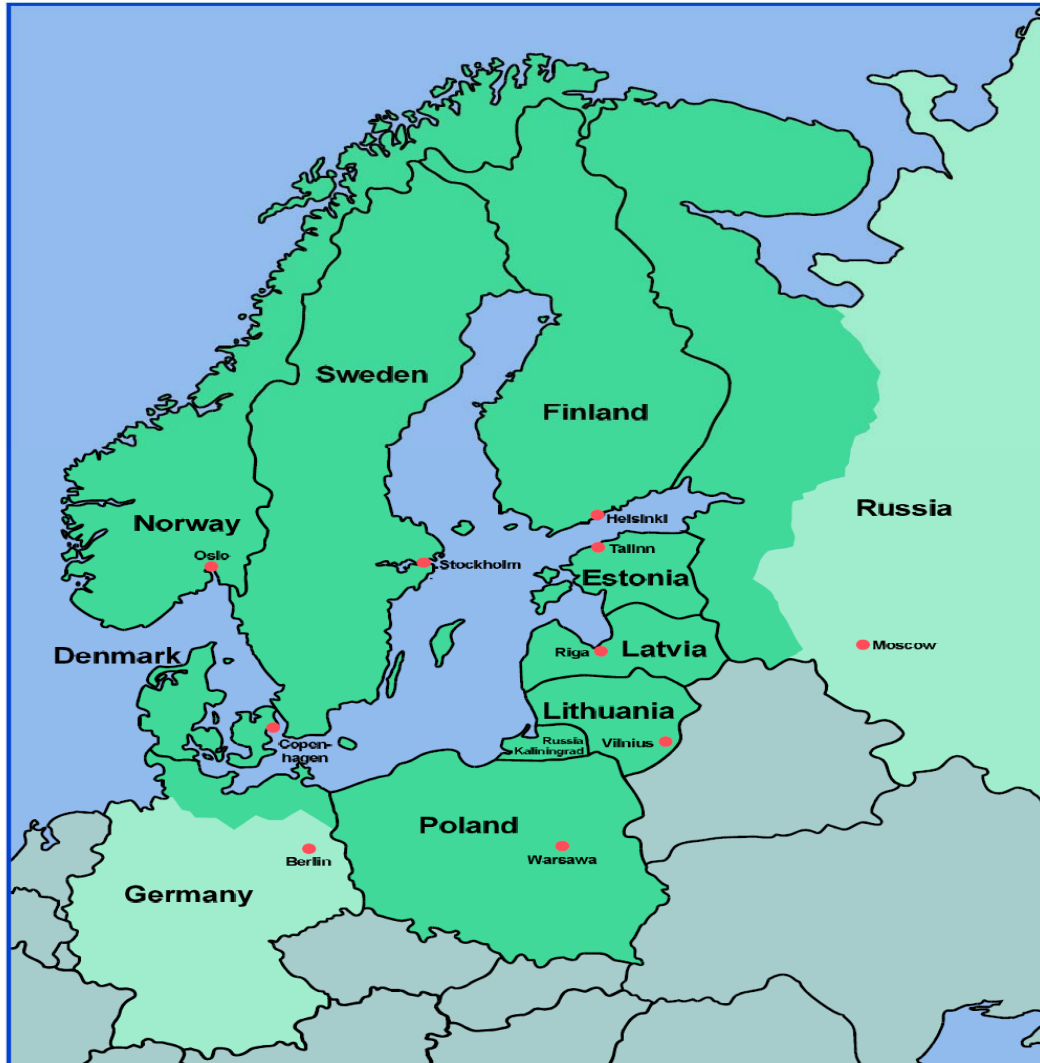 Sweden
Finland
Russia
Helsinki
Norway
Tallnn
Oslo
Stockholm
Estonia
Denmark
Riga
Latvia
Moscow
Lithuania
Russia
Kaliningrad
Vilnius
Copen-
hagen
Poland
Berlin
Warsawa
Germany